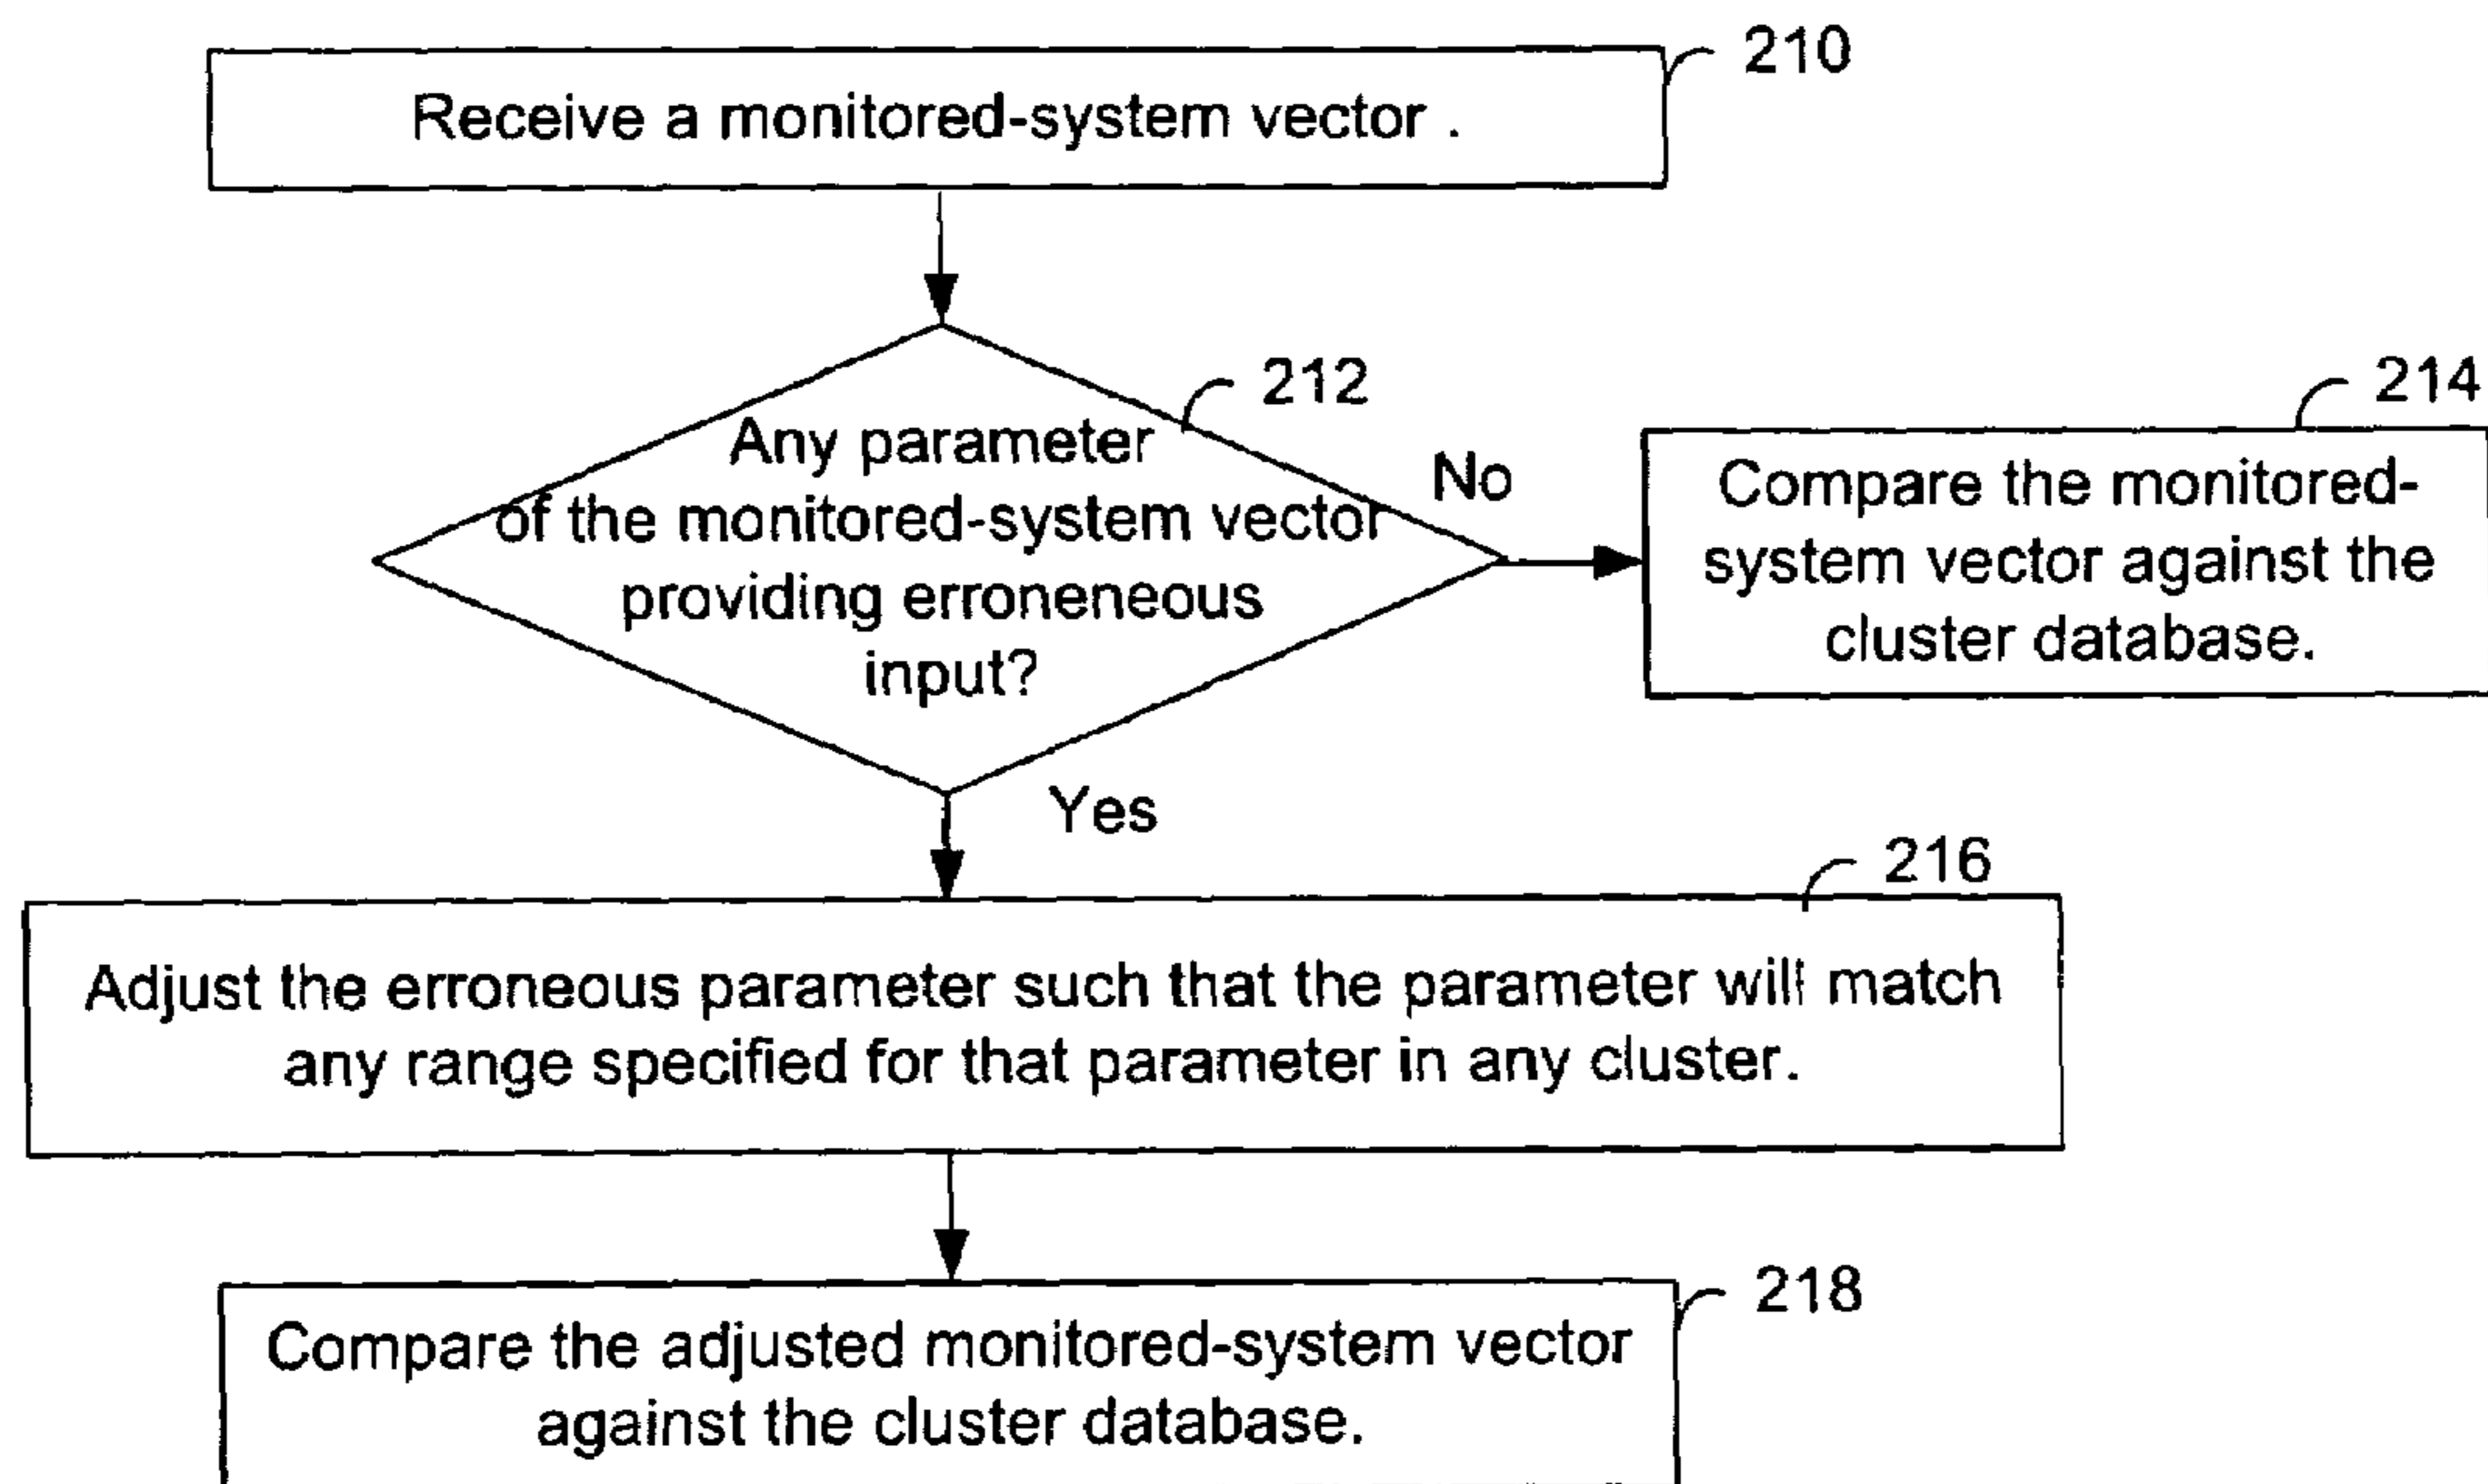 210
Receive a monitored-system vector .
212
Any parameter
of the monitored-system vector
providing erroneneous
input?
No
214
Compare the monitored-
system vector against the
cluster database.
Yes
216
Adjust the erroneous parameter such that the parameter will match
any range specified for that parameter in any cluster.
218
Compare the adjusted monitored-system vector
against the cluster database.